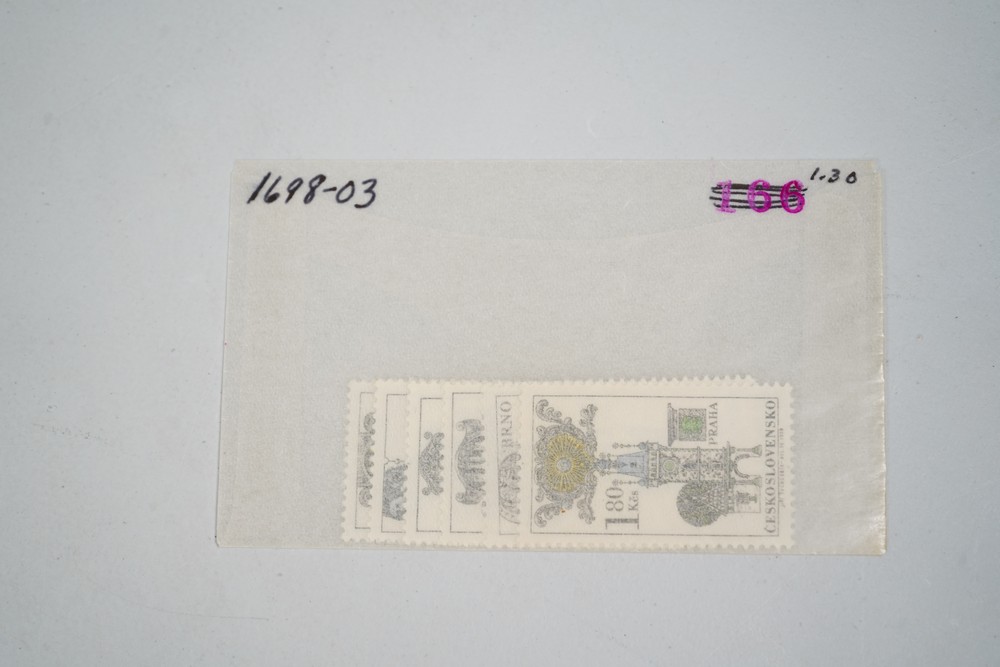 1698-03
166
1.30
BRNO
1 80
Kčs
PRAHA
ČESKOSLOVENSKO